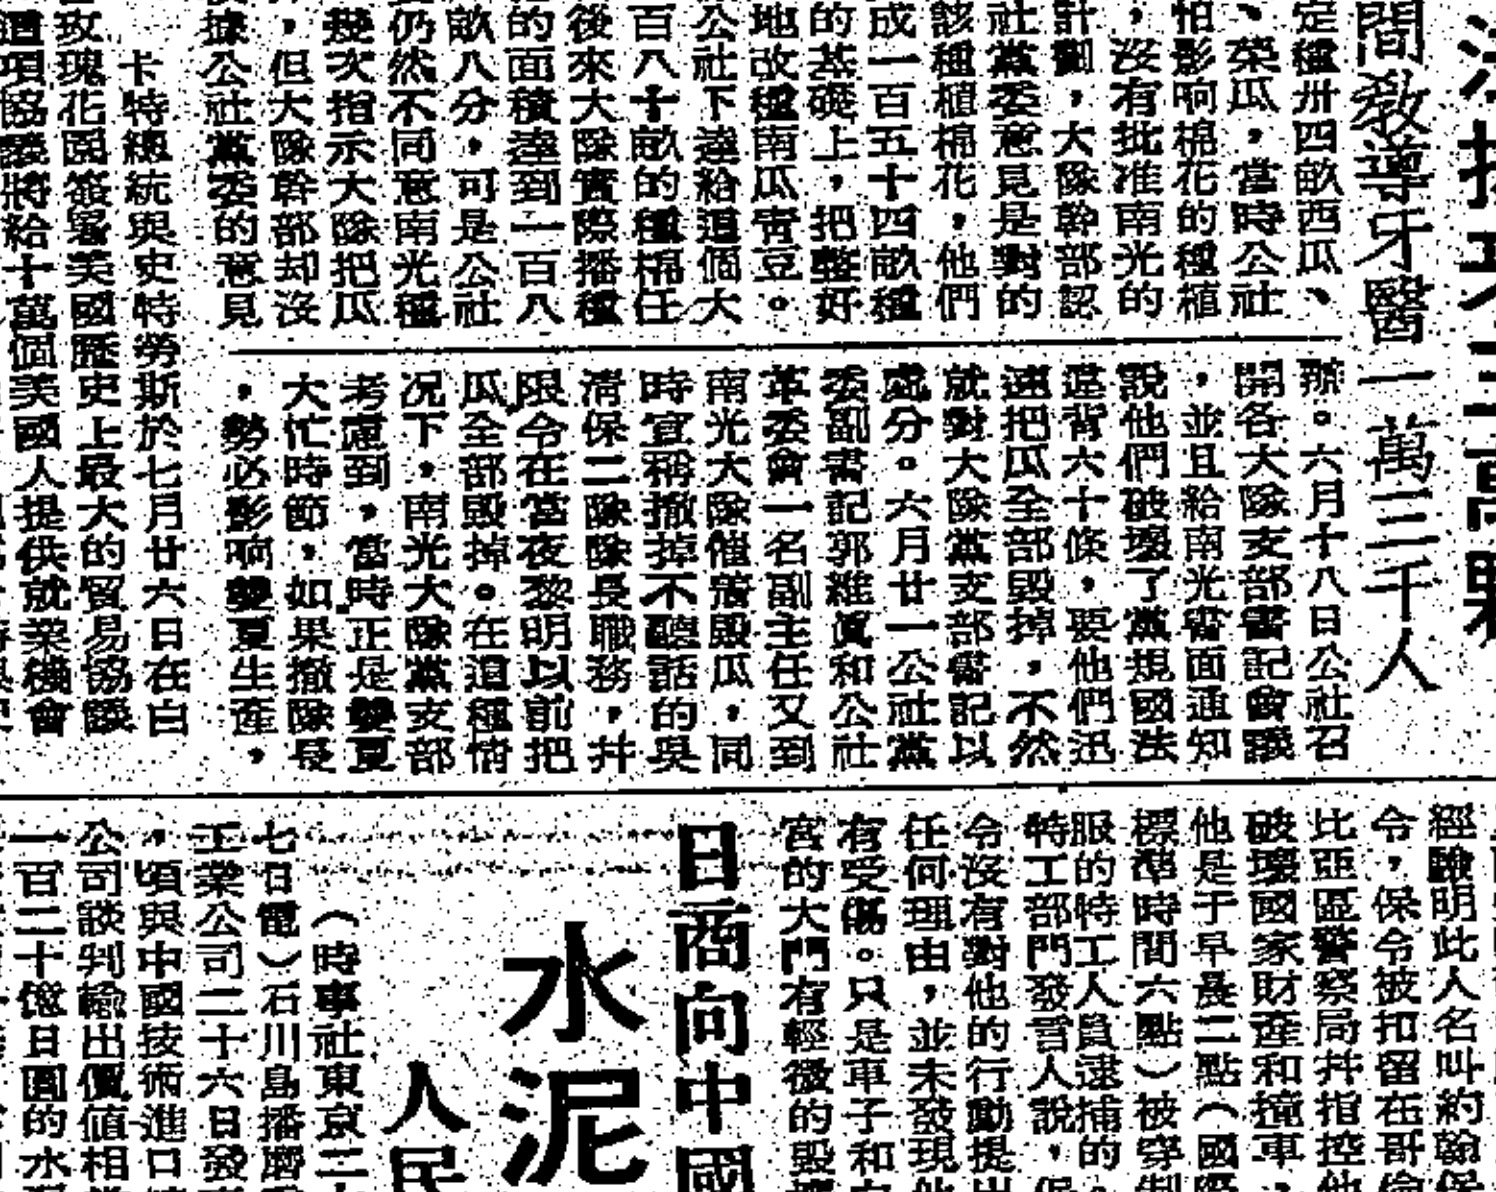 間教導牙醫一萬三千人
定種卅四畝西瓜、
、菜瓜，當時公社
怕影响棉花的種植
，沒有批准南光的
計劃，大隊幹部認
社黨委意見是對的
該種植棉花，他們
成一百五十四畝種
的基礎上，把整好
地改種南瓜青豆。
公社下達給這個大
百八十畝的種棉任
後來大隊實際播種
的面積達到一百八
畝八分，可是公社
仍然不同意南光種
幾次指示大隊把瓜
，但大隊幹部却沒
據公社黨委的意見
辦。六月十八日公社召
開各大隊支部書記會議
，並且給南光書面通知
說他們破壞了黨規國法
違背六十條，要他們迅
速把瓜全部毀掉，不然
就對大隊黨支部書記以
處分。六月廿一公社黨
委副書記郭維眞和公社
革委會一名副主任又到
南光大隊催着毀瓜，同
時宣稱撤掉不聽話的吳
清保二隊隊長職務，幷
限令在當夜黎明以前把
瓜全部毀掉。在這種情
况下，南光大隊黨支部
考慮到，當時正是雙夏
大忙時節，如果撤隊長
，勢必影响雙夏生產，
卡特總統與史特勞斯於七月廿六日在白
玫瑰花園簽署美國歷史上最大的貿易協議
這項協議將給十萬個美國人提供就業機會
經證明此人名叫約翰
令，保令被扣留在哥倫
比亞區警察局幷指控他
破壞國家財產和撞車，
他是于早晨二點（國際
標準時間六點）被穿制
服的特工人員逮捕的。
特工部門發言人說，保
令沒有對他的行動提出
任何理由，並未發現他
有受傷。只是車子和白
宮的大門有輕微的毀壞
日商向中國
水泥
人民
（時事社東京二十
七日電）石川島播磨
工業公司二十六日發
，頃與中國技術進口
公司談判輸出價值相
一百二十億日圓的水